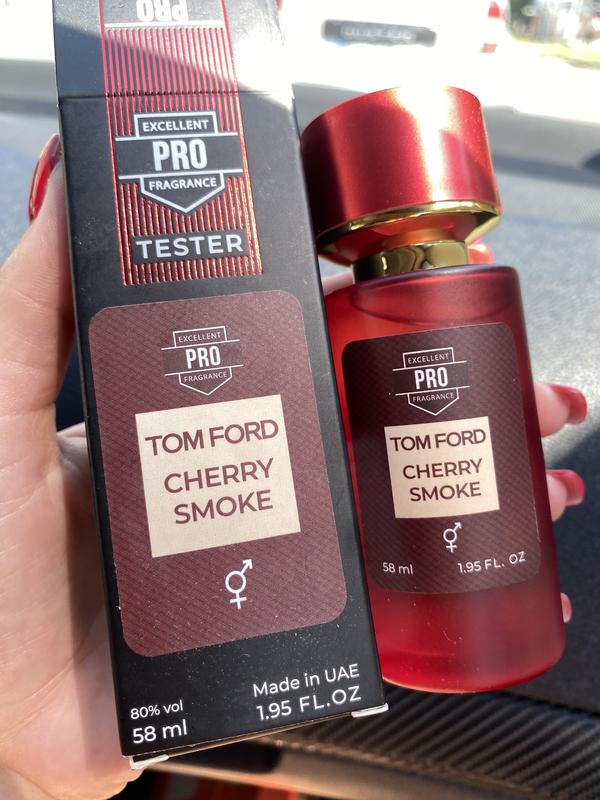 PRO
EXCELLENT
PRO
FRAGRANCE
TESTER
EXCELLENT
PRO
FRAGRANCE
TOM FORD
CHERRY
SMOKE
80% vol
58 ml
Made in UAE
1.95 FL.OZ
EXCELLENT
PRO
FRAGRANCE
TOM FORD
CHERRY
SMOKE
58 ml
1.95 FL. OZ